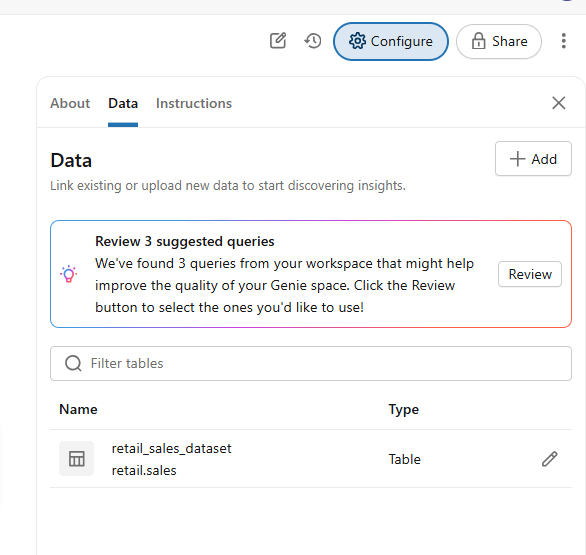 Configure
Share
About
Data
Instructions
Data
Add
Link existing or upload new data to start discovering insights.
Review 3 suggested queries
We've found 3 queries from your workspace that might help
improve the quality of your Genie space. Click the Review
button to select the ones you'd like to use!
Review
Filter tables
Name
Type
retail_sales_dataset
retail.sales
Table